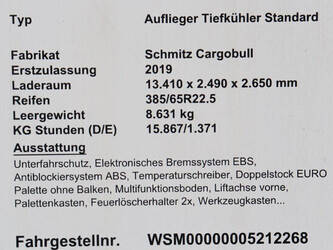 Typ Auflieger Tiefkühler Standard
Fabrikat Schmitz Cargobull
Erstzulassung 2019
Laderaum 13.410 x 2.490 x 2.650 mm
Reifen 385/65R22.5
Leergewicht 8.631 kg
KG Stunden (D/E) 15.867/1.371
Ausstattung
Unterfahrschutz, Elektronisches Bremssystem EBS,
Antiblockiersystem ABS, Temperaturschreiber, Doppelstock EURO
Palette ohne Balken, Multifunktionsboden, Liftachse vorne,
Palettenkasten, Feuerlöscherhalter 2x, Werkzeugkasten...
Fahrgestellnr. WSM00000005212268